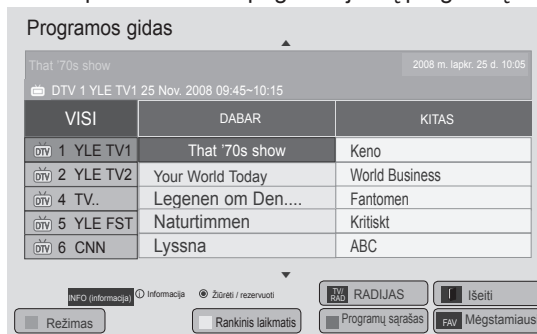 Programos gidas
That '70s show
2008 m. lapkr. 25 d. 10:05
DTV 1 YLE TV1 25 Nov. 2008 09:45~10:15
VISI DABAR KITAS
DTV 1 YLE TV1 That '70s show Keno
DTV 2 YLE TV2 Your World Today World Business
DTV 4 TV.. Legenen om Den.... Fantomen
DTV 5 YLE FST Naturtimmen Kritiskt
DTV 6 CNN Lyssna ABC
INFO (informacija) Informacija Žiūrėti / rezervuoti TV/RAD RADIJAS Išeiti
Režimas Rankinis laikmatis Programų sąrašas FAV Mėgstamiaus